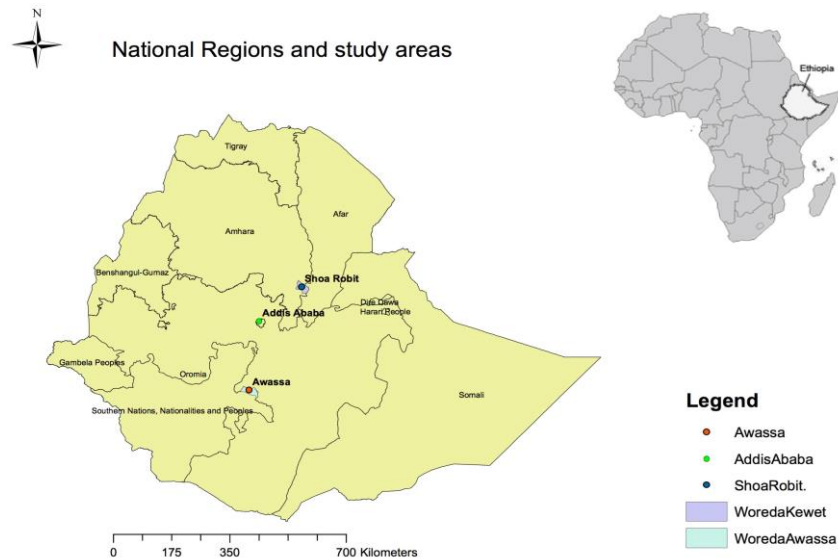 N
National Regions and study areas
Ethiopia
Tigray
Afar
Amhara
Benshangul-Gumaz
Shoa Robit
Dire Dawa
Harari People
Addis Ababa
Gambela Peoples
Oromia
Awassa
Somali
Southern Nations, Nationalities and Peoples
Legend
Awassa
AddisAbaba
ShoaRobit.
WoredaKewet
WoredaAwassa
0 175 350 700 Kilometers